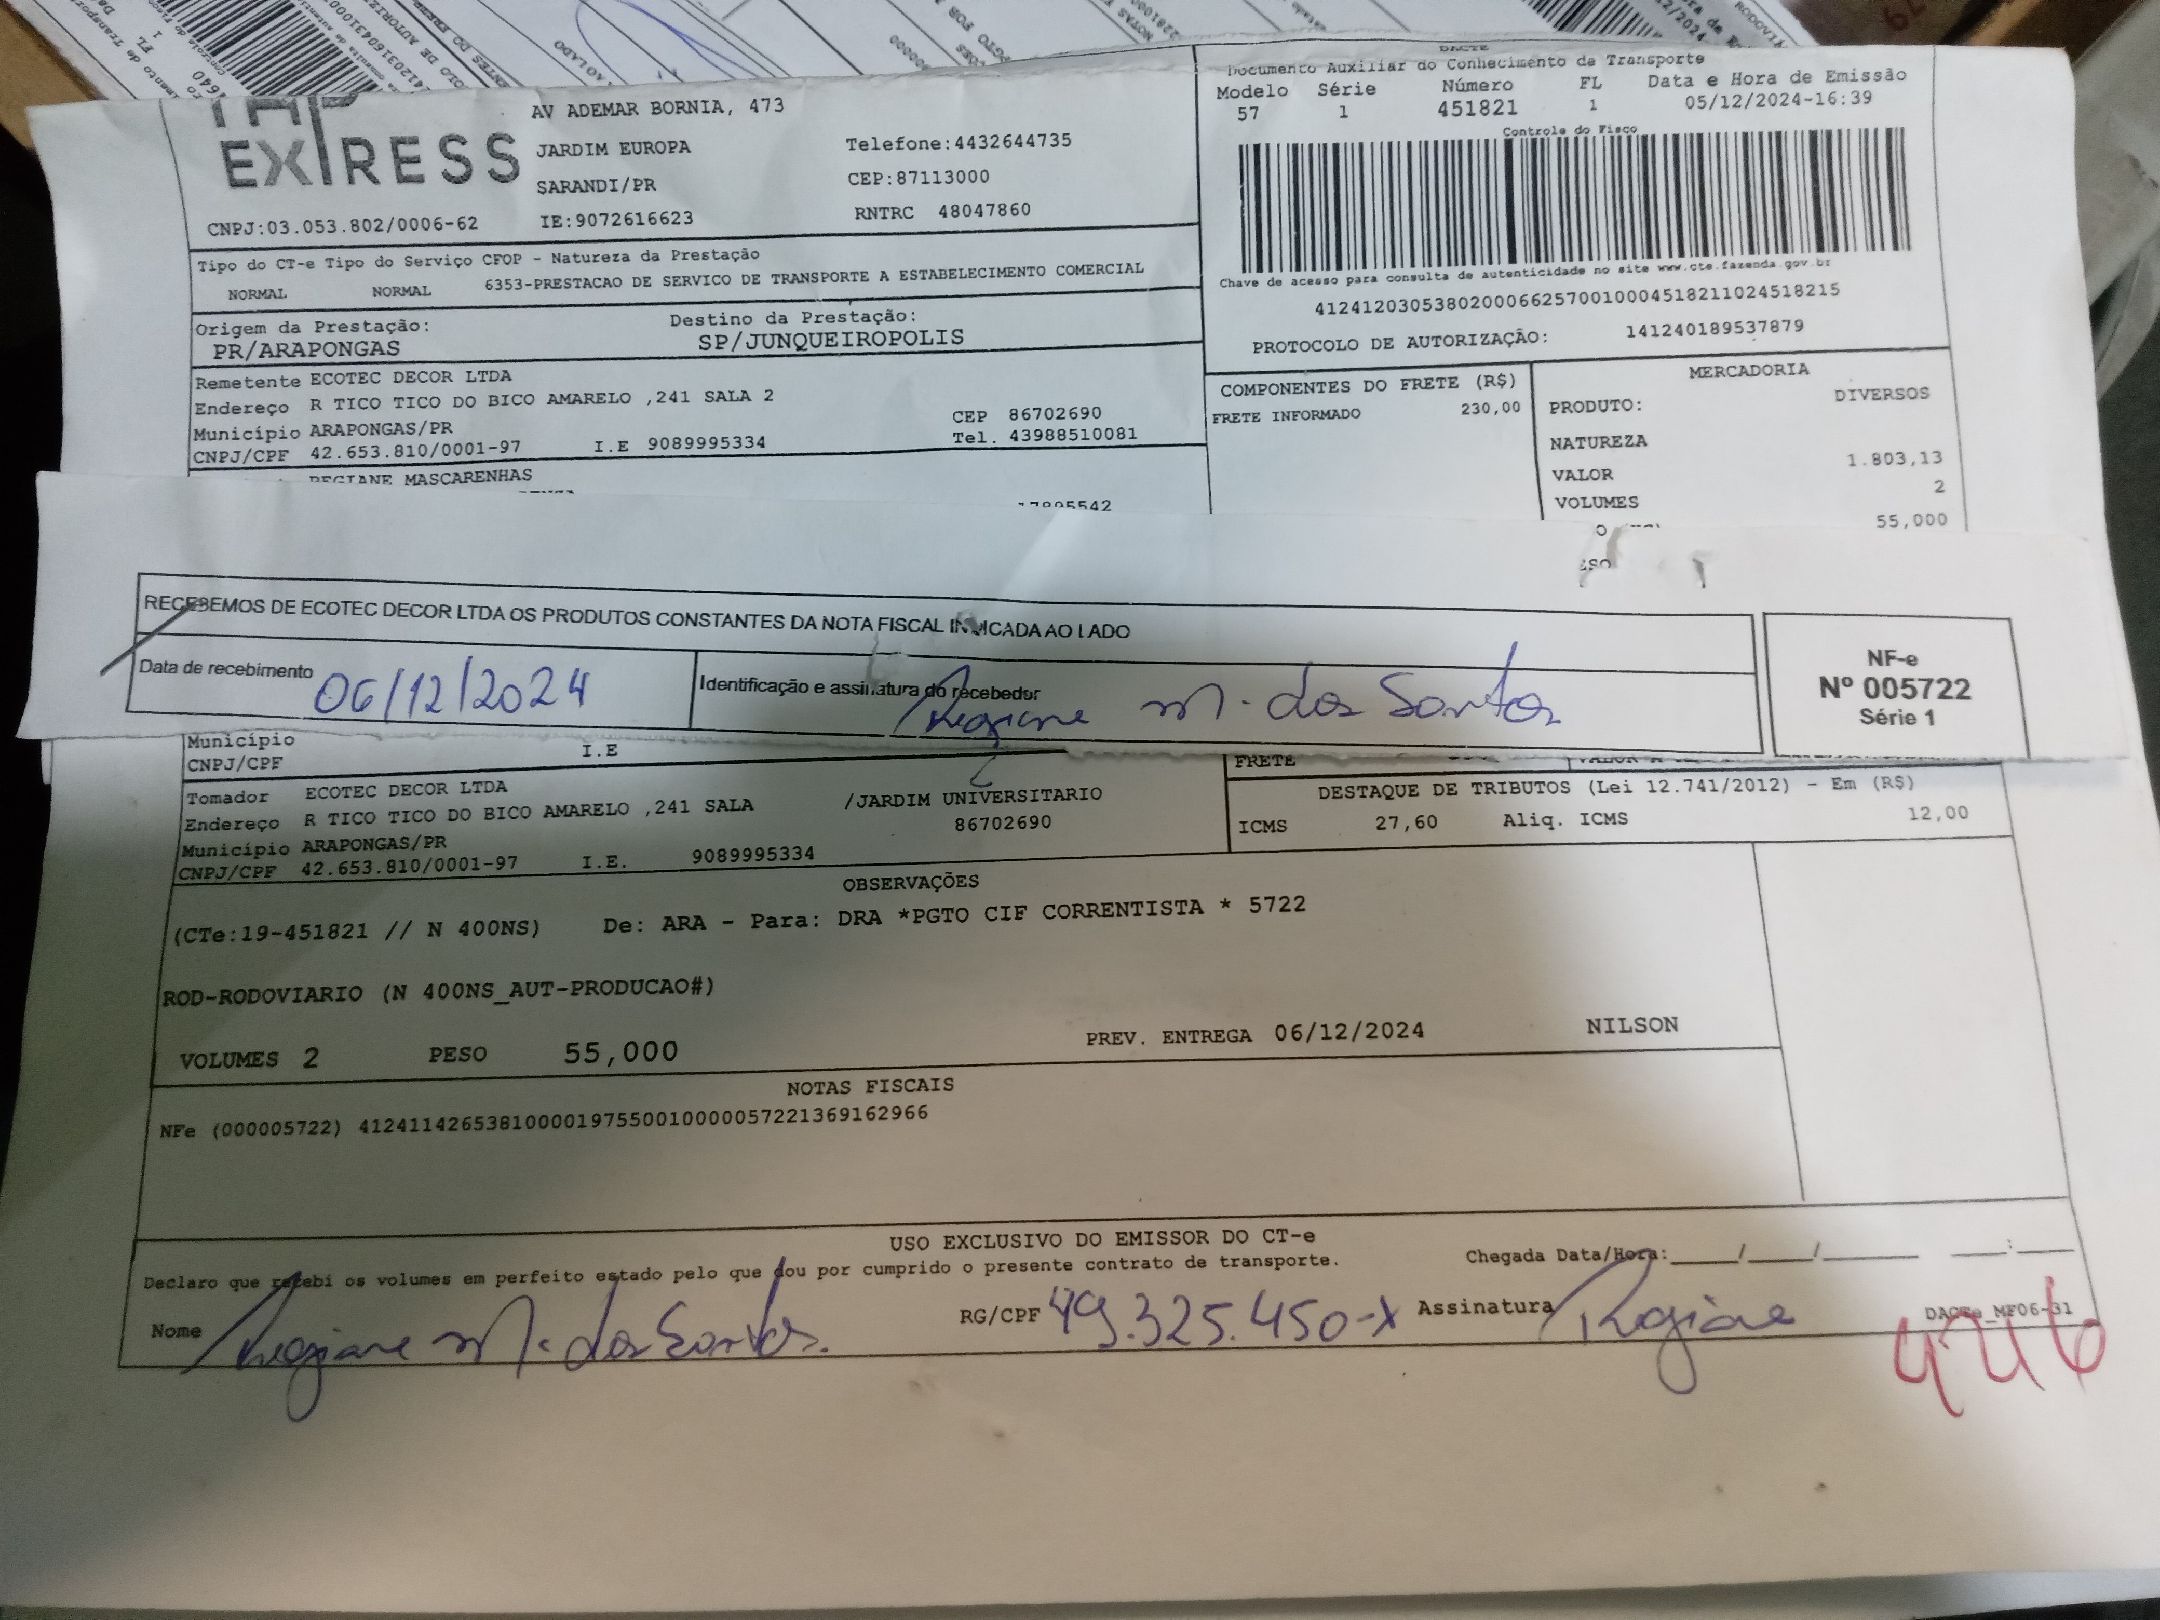 DACTE
Documento Auxiliar do Conhecimento de Transporte
Modelo Série Número FL Data e Hora de Emissão
57 1 451821 1 05/12/2024-16:39
Controle do Fisco
EXPRESS
AV ADEMAR BORNIA, 473
JARDIM EUROPA Telefone:4432644735
SARANDI/PR CEP:87113000
CNPJ:03.053.802/0006-62 IE:9072616623 RNTRC 48047860
Chave de acesso para consulta de autenticidade no site www.cte.fazenda.gov.br
41241203053802000662570010004518211024518215
PROTOCOLO DE AUTORIZAÇÃO: 141240189537879
Tipo do CT-e Tipo do Serviço CFOP - Natureza da Prestação
NORMAL NORMAL 6353-PRESTACAO DE SERVICO DE TRANSPORTE A ESTABELECIMENTO COMERCIAL
Origem da Prestação: Destino da Prestação:
PR/ARAPONGAS SP/JUNQUEIROPOLIS
Remetente ECOTEC DECOR LTDA
Endereço R TICO TICO DO BICO AMARELO ,241 SALA 2
Município ARAPONGAS/PR CEP 86702690
CNPJ/CPF 42.653.810/0001-97 I.E 9089995334 Tel. 43988510081
REGIANE MASCARENHAS
COMPONENTES DO FRETE (R$)
FRETE INFORMADO 230,00
MERCADORIA
PRODUTO: DIVERSOS
NATUREZA
VALOR 1.803,13
VOLUMES 2
55,000
RECEBEMOS DE ECOTEC DECOR LTDA OS PRODUTOS CONSTANTES DA NOTA FISCAL INDICADA AO LADO
Data de recebimento 06/12/2024 Identificação e assinatura do recebedor Regiane M. dos Santos
NF-e
Nº 005722
Série 1
Município
CNPJ/CPF I.E
FRETE
Tomador ECOTEC DECOR LTDA
Endereço R TICO TICO DO BICO AMARELO ,241 SALA /JARDIM UNIVERSITARIO
86702690
Município ARAPONGAS/PR
CNPJ/CPF 42.653.810/0001-97 I.E. 9089995334
DESTAQUE DE TRIBUTOS (Lei 12.741/2012) - Em (R$)
ICMS 27,60 Aliq. ICMS 12,00
OBSERVAÇÕES
(CTe:19-451821 // N 400NS) De: ARA - Para: DRA *PGTO CIF CORRENTISTA * 5722
ROD-RODOVIARIO (N 400NS_AUT-PRODUCAO#)
VOLUMES 2 PESO 55,000 PREV. ENTREGA 06/12/2024 NILSON
NOTAS FISCAIS
NFe (000005722) 41241142653810000197550010000057221369162966
USO EXCLUSIVO DO EMISSOR DO CT-e
Declaro que recebi os volumes em perfeito estado pelo que dou por cumprido o presente contrato de transporte. Chegada Data/Hora:____/____/______ ___:___
Nome Regiane M. dos Santos. RG/CPF 49.325.450-X Assinatura Regiane
DACTe_MF06-31